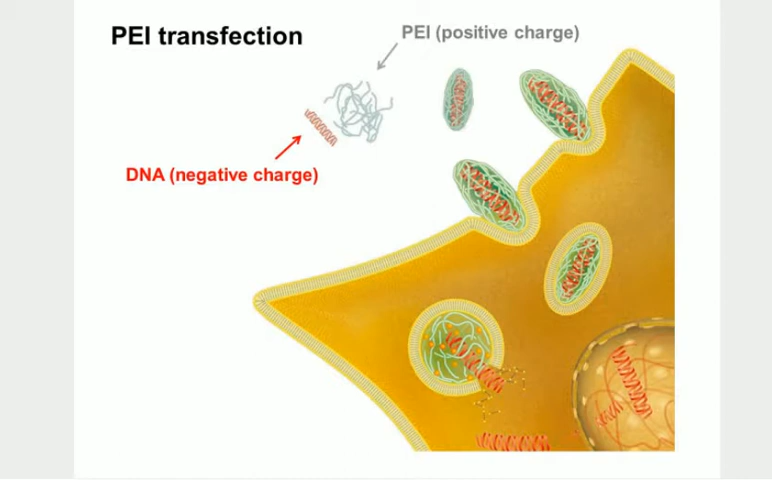 PEI transfection
PEI (positive charge)
DNA (negative charge)